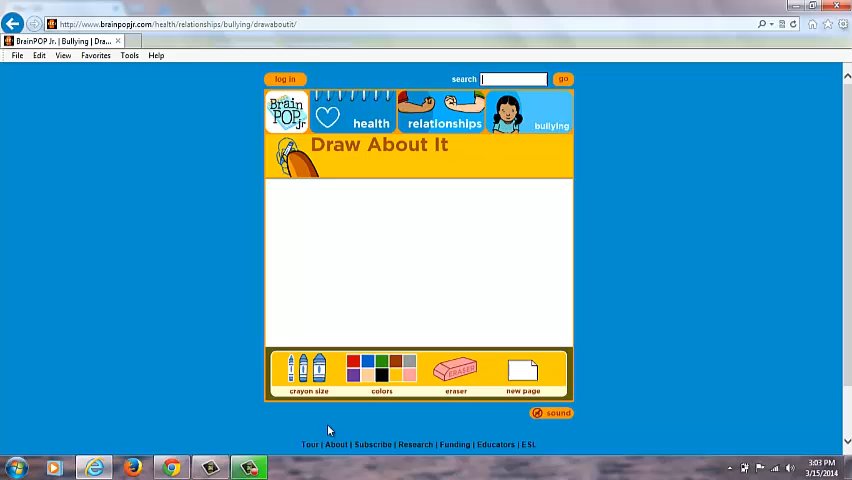 http://www.brainpopjr.com/health/relationships/bullying/drawaboutit/
BrainPOP Jr. | Bullying | Dra...
File Edit View Favorites Tools Help
log in search go
Brain POP Jr health relationships bullying
Draw About It
ERASER
crayon size colors eraser new page
sound
Tour | About | Subscribe | Research | Funding | Educators | ESL
3:03 PM
3/15/2014